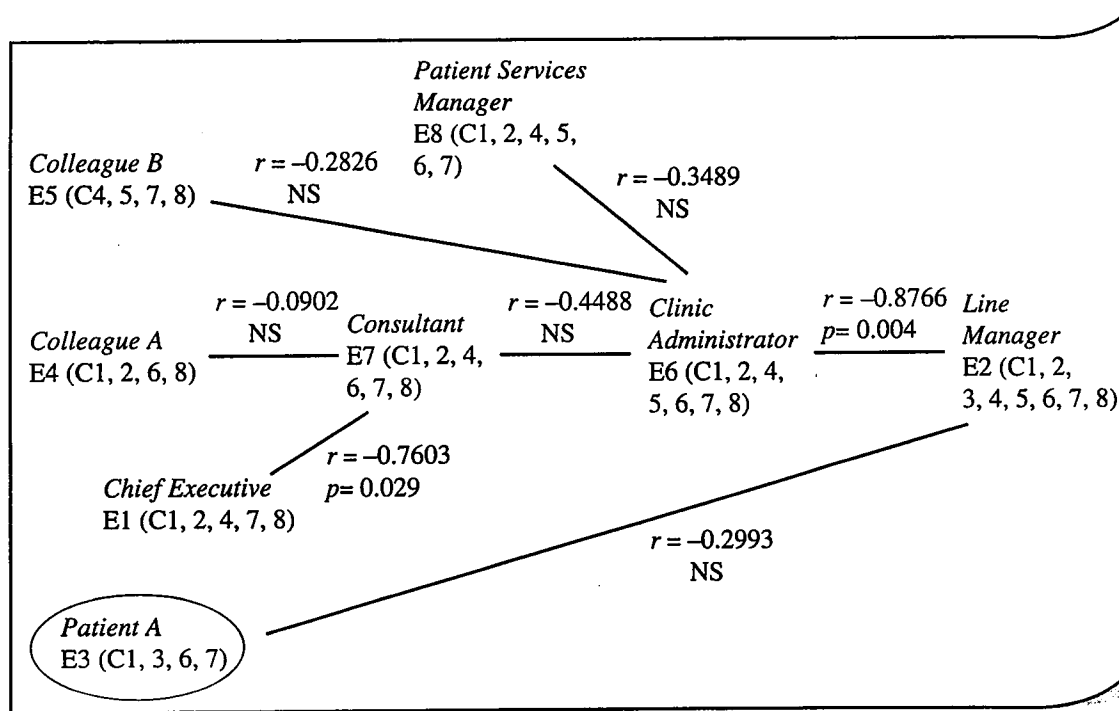 Patient Services
Manager
E8 (C1, 2, 4, 5,
6, 7)
Colleague B
E5 (C4, 5, 7, 8)
r = –0.2826
NS
r = –0.3489
NS
Colleague A
E4 (C1, 2, 6, 8)
r = –0.0902
NS
Consultant
E7 (C1, 2, 4,
6, 7, 8)
r = –0.4488
NS
Clinic
Administrator
E6 (C1, 2, 4,
5, 6, 7, 8)
r = –0.8766
p= 0.004
Line
Manager
E2 (C1, 2,
3, 4, 5, 6, 7, 8)
r = –0.7603
p= 0.029
Chief Executive
E1 (C1, 2, 4, 7, 8)
r = –0.2993
NS
Patient A
E3 (C1, 3, 6, 7)